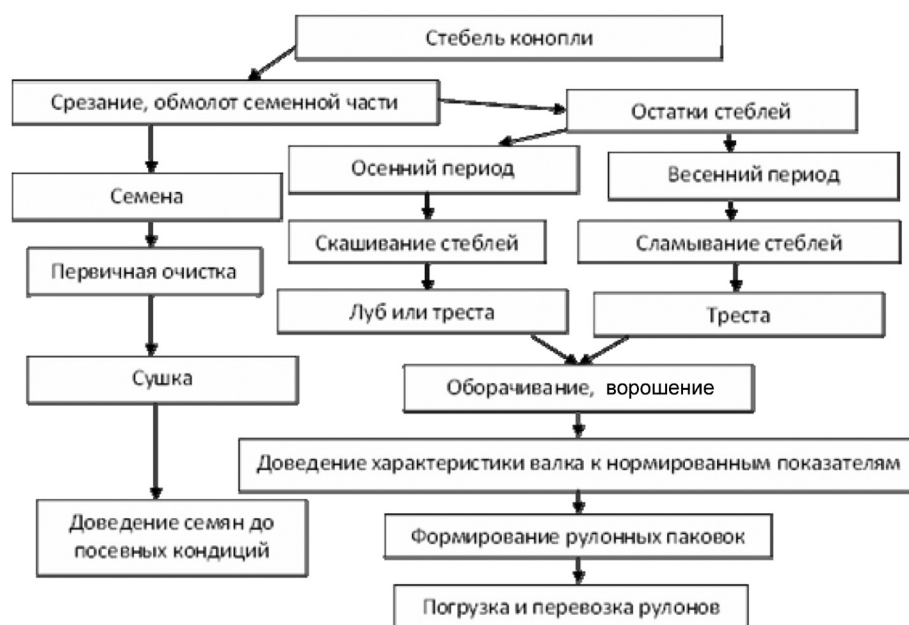 Стебель конопли
Срезание, обмолот семенной части
Остатки стеблей
Осенний период
Весенний период
Семена
Скашивание стеблей
Сламывание стеблей
Первичная очистка
Луб или треста
Треста
Сушка
Оборачивание, ворошение
Доведение характеристики валка к нормированным показателям
Доведение семян до
посевных кондиций
Формирование рулонных паковок
Погрузка и перевозка рулонов